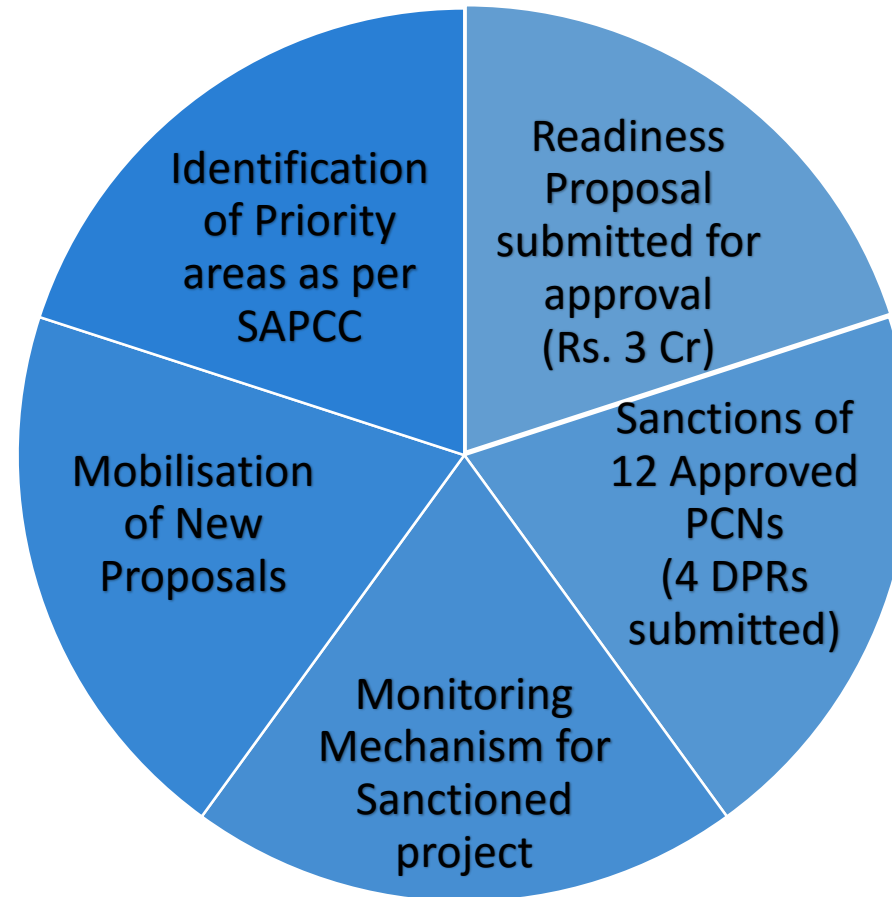 Readiness
Proposal
submitted for
approval
(Rs. 3 Cr)
Sanctions of
12 Approved
PCNs
(4 DPRs
submitted)
Monitoring
Mechanism for
Sanctioned
project
Mobilisation
of New
Proposals
Identification
of Priority
areas as per
SAPCC